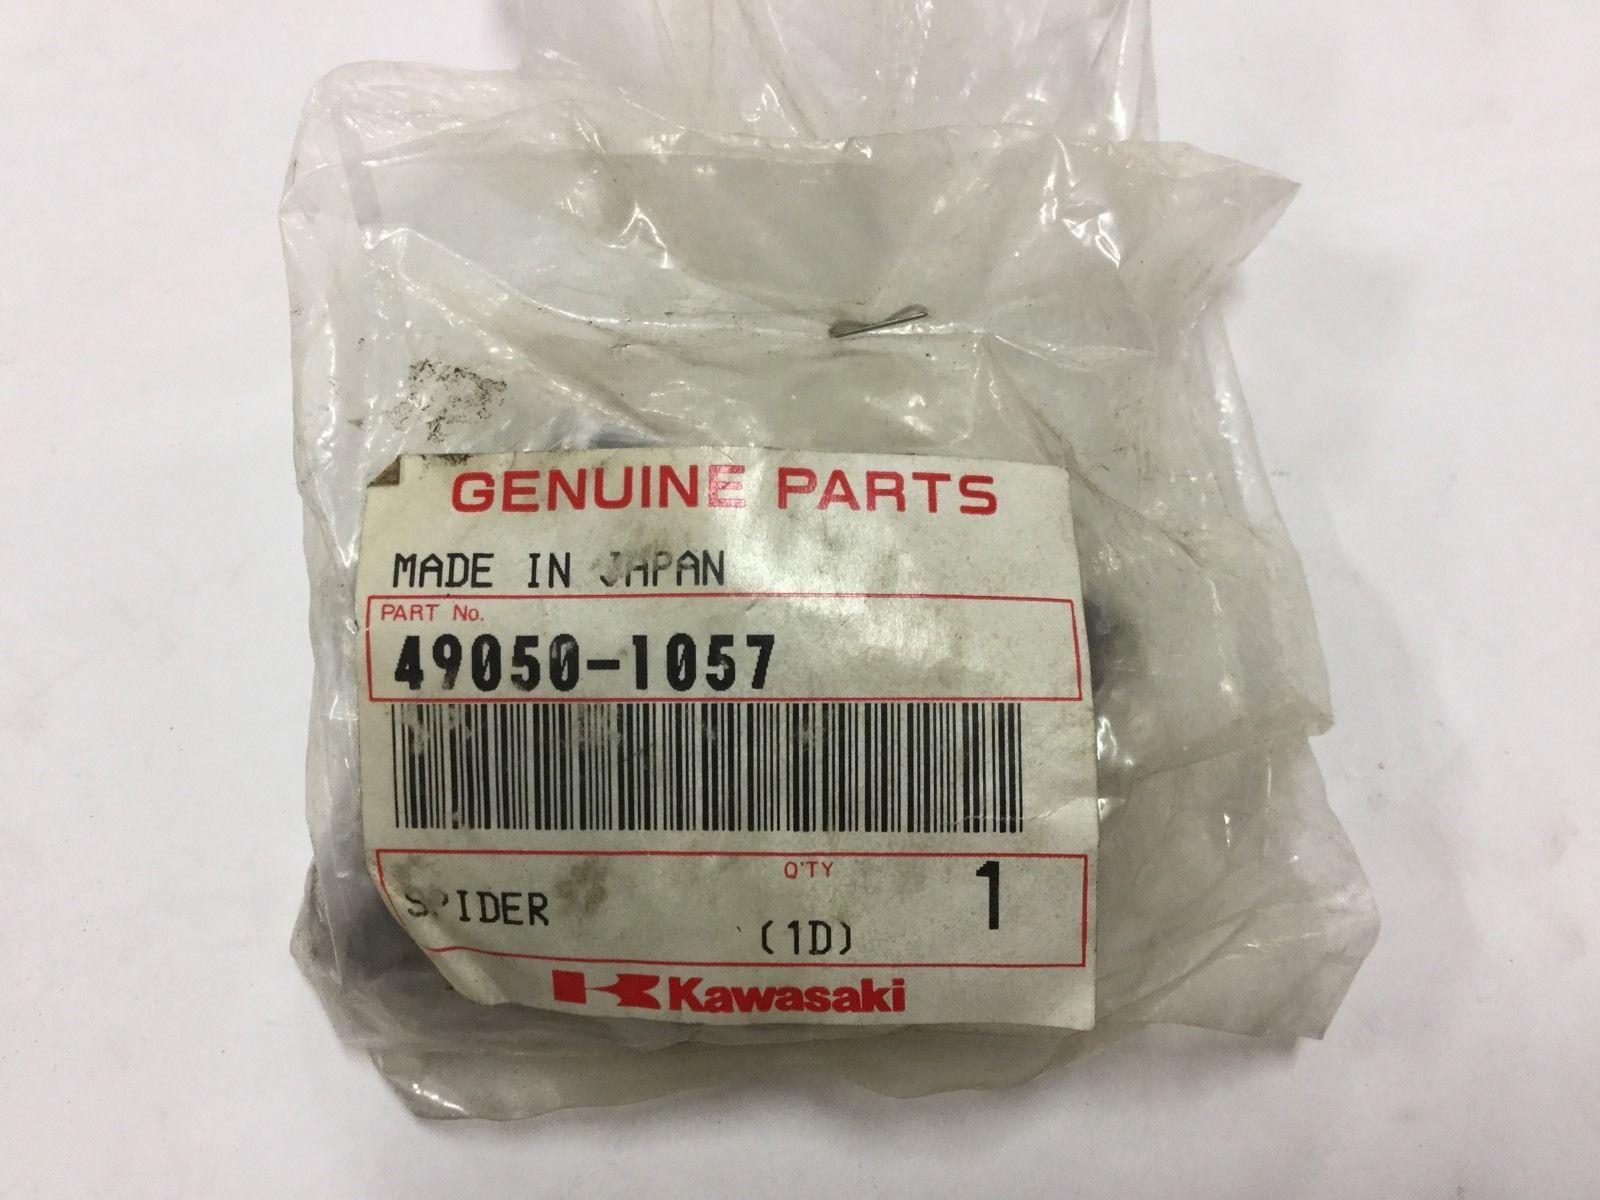 GENUINE PARTS
MADE IN JAPAN
PART No.
49050-1057
Q'TY
1
SPIDER
(1D)
Kawasaki